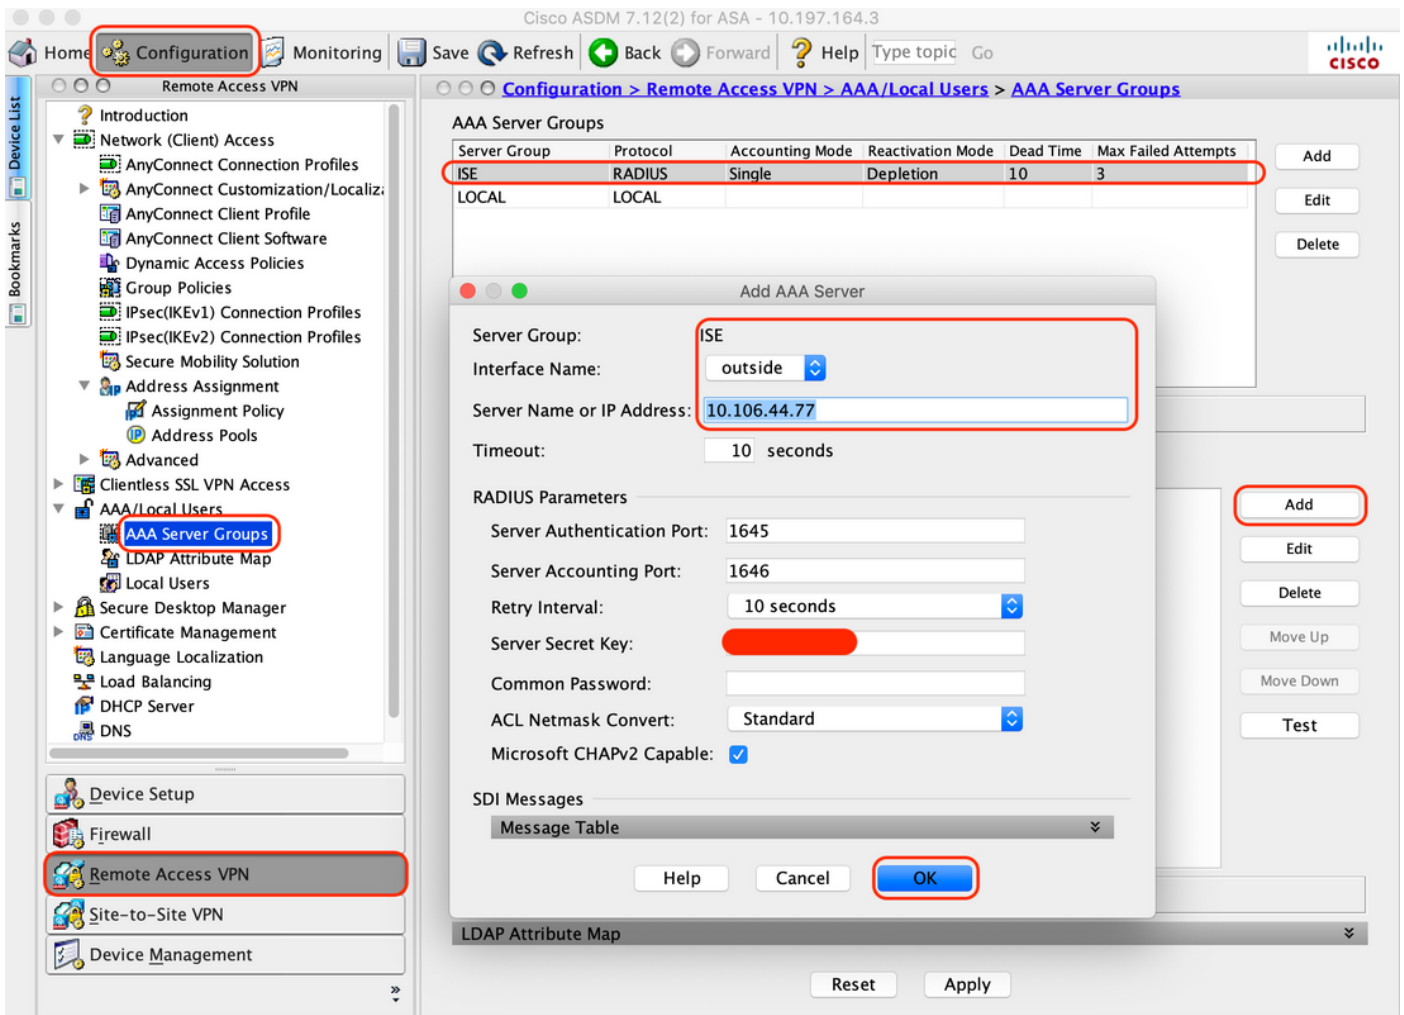 Cisco ASDM 7.12(2) for ASA - 10.197.164.3
Home Configuration Monitoring Save Refresh Back Forward Help Type topic Go
CISCO
Device List
Bookmarks
Remote Access VPN
Introduction
Network (Client) Access
AnyConnect Connection Profiles
AnyConnect Customization/Localiz
AnyConnect Client Profile
AnyConnect Client Software
Dynamic Access Policies
Group Policies
IPsec(IKEv1) Connection Profiles
IPsec(IKEv2) Connection Profiles
Secure Mobility Solution
Address Assignment
Assignment Policy
Address Pools
Advanced
Clientless SSL VPN Access
AAA/Local Users
AAA Server Groups
LDAP Attribute Map
Local Users
Secure Desktop Manager
Certificate Management
Language Localization
Load Balancing
DHCP Server
DNS
Device Setup
Firewall
Remote Access VPN
Site-to-Site VPN
Device Management
Configuration > Remote Access VPN > AAA/Local Users > AAA Server Groups
AAA Server Groups
Server Group Protocol Accounting Mode Reactivation Mode Dead Time Max Failed Attempts
ISE RADIUS Single Depletion 10 3
LOCAL LOCAL
Add
Edit
Delete
Add AAA Server
Server Group: ISE
Interface Name: outside
Server Name or IP Address: 10.106.44.77
Timeout: 10 seconds
RADIUS Parameters
Server Authentication Port: 1645
Server Accounting Port: 1646
Retry Interval: 10 seconds
Server Secret Key:
Common Password:
ACL Netmask Convert: Standard
Microsoft CHAPv2 Capable:
SDI Messages
Message Table
Help Cancel OK
Add
Edit
Delete
Move Up
Move Down
Test
LDAP Attribute Map
Reset Apply